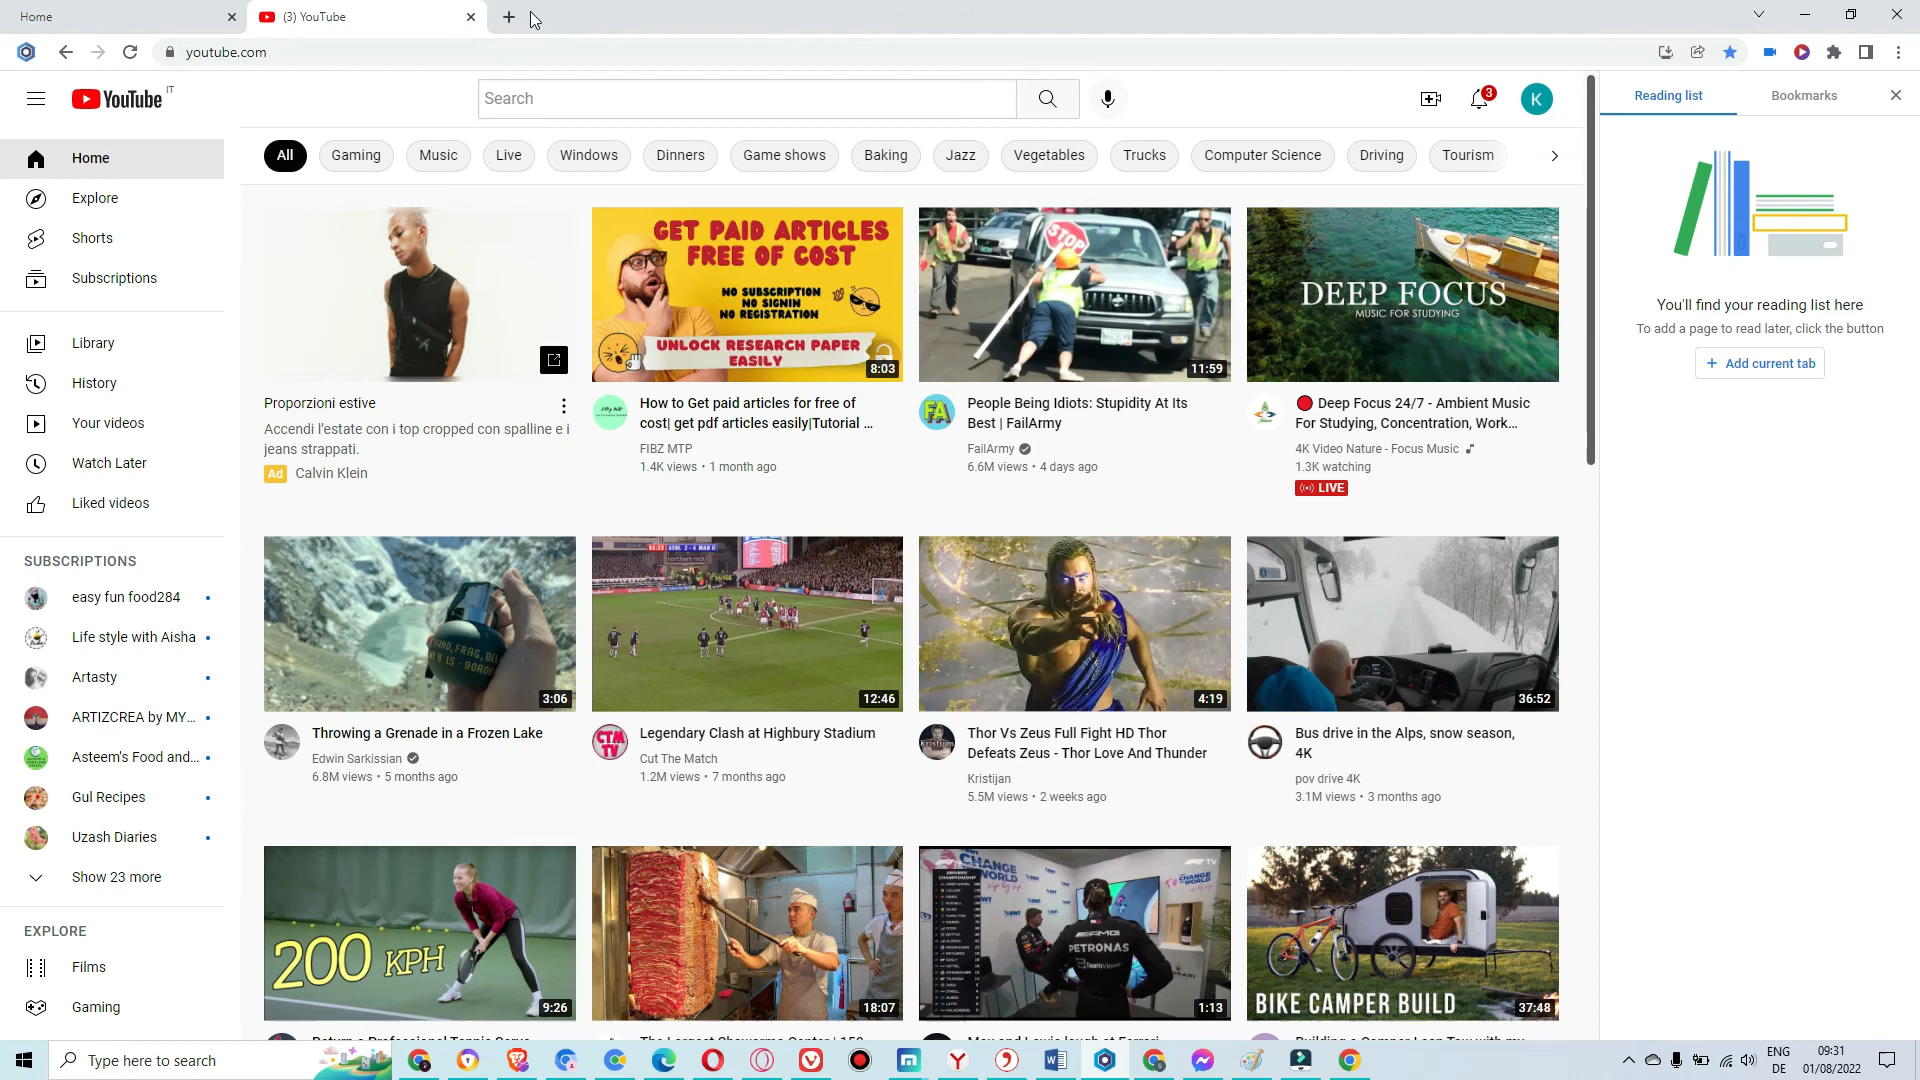 Home
(3) YouTube
youtube.com
YouTube IT
Search
3
K
Reading list
Bookmarks
All
Gaming
Music
Live
Windows
Dinners
Game shows
Baking
Jazz
Vegetables
Trucks
Computer Science
Driving
Tourism
Home
Explore
Shorts
Subscriptions
Library
History
Your videos
Watch Later
Liked videos
SUBSCRIPTIONS
easy fun food284
Life style with Aisha
Artasty
ARTIZCREA by MY...
Asteem's Food and...
Gul Recipes
Uzash Diaries
Show 23 more
EXPLORE
Films
Gaming
Proporzioni estive
Accendi l'estate con i top cropped con spalline e i
jeans strappati.
Ad Calvin Klein
GET PAID ARTICLES
FREE OF COST
NO SUBSCRIPTION
NO SIGNIN
NO REGISTRATION
100
UNLOCK RESEARCH PAPER
EASILY
8:03
How to Get paid articles for free of
cost| get pdf articles easily|Tutorial ...
FIBZ MTP
1.4K views • 1 month ago
STOP
11:59
FA
People Being Idiots: Stupidity At Its
Best | FailArmy
FailArmy
6.6M views • 4 days ago
DEEP FOCUS
MUSIC FOR STUDYING
Deep Focus 24/7 - Ambient Music
For Studying, Concentration, Work...
4K Video Nature - Focus Music
1.3K watching
LIVE
3:06
Throwing a Grenade in a Frozen Lake
Edwin Sarkissian
6.8M views • 5 months ago
12:46
CTM
TV
Legendary Clash at Highbury Stadium
Cut The Match
1.2M views • 7 months ago
4:19
Kristijan
Thor Vs Zeus Full Fight HD Thor
Defeats Zeus - Thor Love And Thunder
Kristijan
5.5M views • 2 weeks ago
36:52
Bus drive in the Alps, snow season,
4K
pov drive 4K
3.1M views • 3 months ago
200 KPH
9:26
18:07
CHANGE
WORLD
TV
AMG
PETRONAS
TeamViewer
1:13
BIKE CAMPER BUILD
37:48
You'll find your reading list here
To add a page to read later, click the button
+ Add current tab
Type here to search
ENG
DE
09:31
01/08/2022